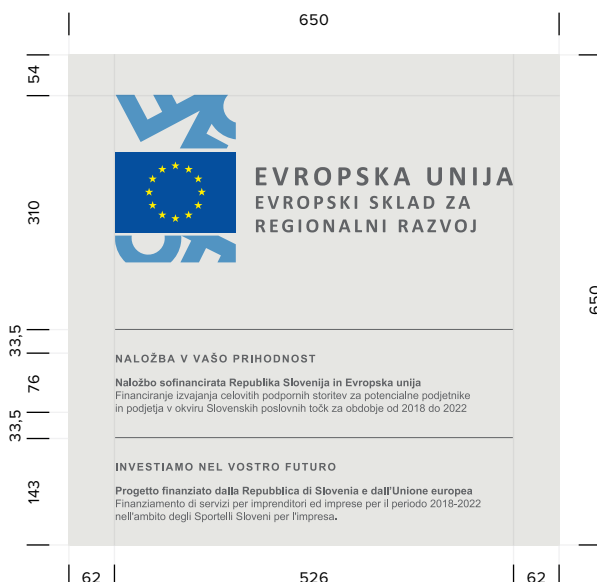 650
54
EVROPSKA UNIJA
EVROPSKI SKLAD ZA
REGIONALNI RAZVOJ
310
650
33,5
NALOŽBA V VAŠO PRIHODNOST
76
Naložbo sofinancirata Republika Slovenija in Evropska unija
Financiranje izvajanja celovitih podpornih storitev za potencialne podjetnike
in podjetja v okviru Slovenskih poslovnih točk za obdobje od 2018 do 2022
33,5
INVESTIAMO NEL VOSTRO FUTURO
143
Progetto finanziato dalla Repubblica di Slovenia e dall'Unione europea
Finanziamento di servizi per imprenditori ed imprese per il periodo 2018-2022
nell'ambito degli Sportelli Sloveni per l'impresa.
62 526 62